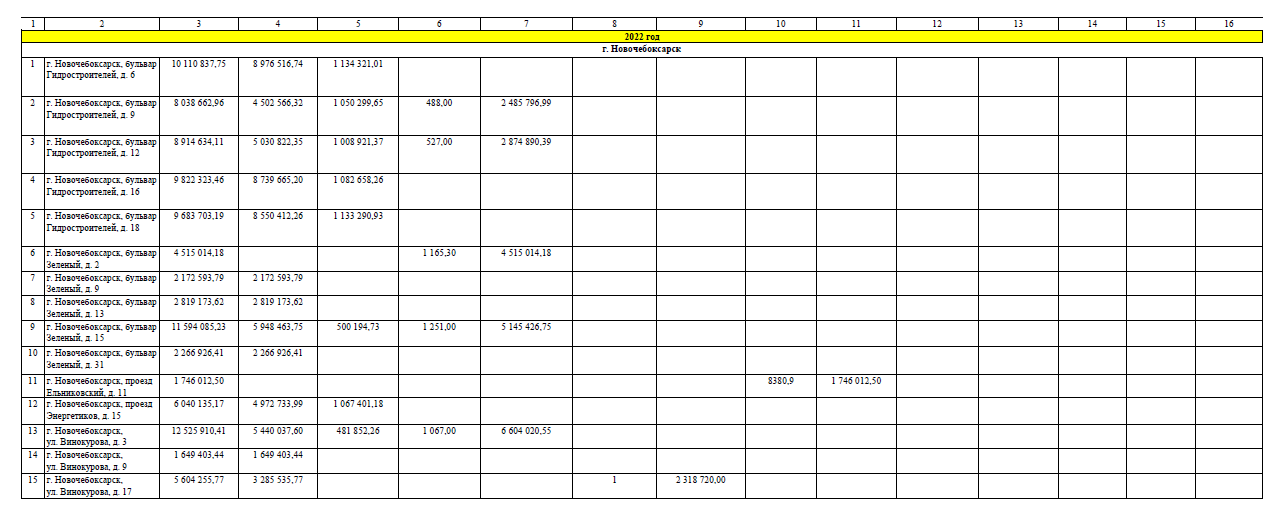 1 2 3 4 5 6 7 8 9 10 11 12 13 14 15 16
2022 год
г. Новочебоксарск
1 г. Новочебоксарск, бульвар 10 110 837,75 8 976 516,74 1 134 321,01
Гидростроителей, д. 6
2 г. Новочебоксарск, бульвар 8 038 662,96 4 502 566,32 1 050 299,65 488,00 2 485 796,99
Гидростроителей, д. 9
3 г. Новочебоксарск, бульвар 8 914 634,11 5 030 822,35 1 008 921,37 527,00 2 874 890,39
Гидростроителей, д. 12
4 г. Новочебоксарск, бульвар 9 822 323,46 8 739 665,20 1 082 658,26
Гидростроителей, д. 16
5 г. Новочебоксарск, бульвар 9 683 703,19 8 550 412,26 1 133 290,93
Гидростроителей, д. 18
6 г. Новочебоксарск, бульвар 4 515 014,18 1 165,30 4 515 014,18
Зеленый, д. 2
7 г. Новочебоксарск, бульвар 2 172 593,79 2 172 593,79
Зеленый, д. 9
8 г. Новочебоксарск, бульвар 2 819 173,62 2 819 173,62
Зеленый, д. 13
9 г. Новочебоксарск, бульвар 11 594 085,23 5 948 463,75 500 194,73 1 251,00 5 145 426,75
Зеленый, д. 15
10 г. Новочебоксарск, бульвар 2 266 926,41 2 266 926,41
Зеленый, д. 31
11 г. Новочебоксарск, проезд 1 746 012,50 8380,9 1 746 012,50
Ельниковский, д. 11
12 г. Новочебоксарск, проезд 6 040 135,17 4 972 733,99 1 067 401,18
Энергетиков, д. 15
13 г. Новочебоксарск, 12 525 910,41 5 440 037,60 481 852,26 1 067,00 6 604 020,55
ул. Винокурова, д. 3
14 г. Новочебоксарск, 1 649 403,44 1 649 403,44
ул. Винокурова, д. 9
15 г. Новочебоксарск, 5 604 255,77 3 285 535,77 1 2 318 720,00
ул. Винокурова, д. 17